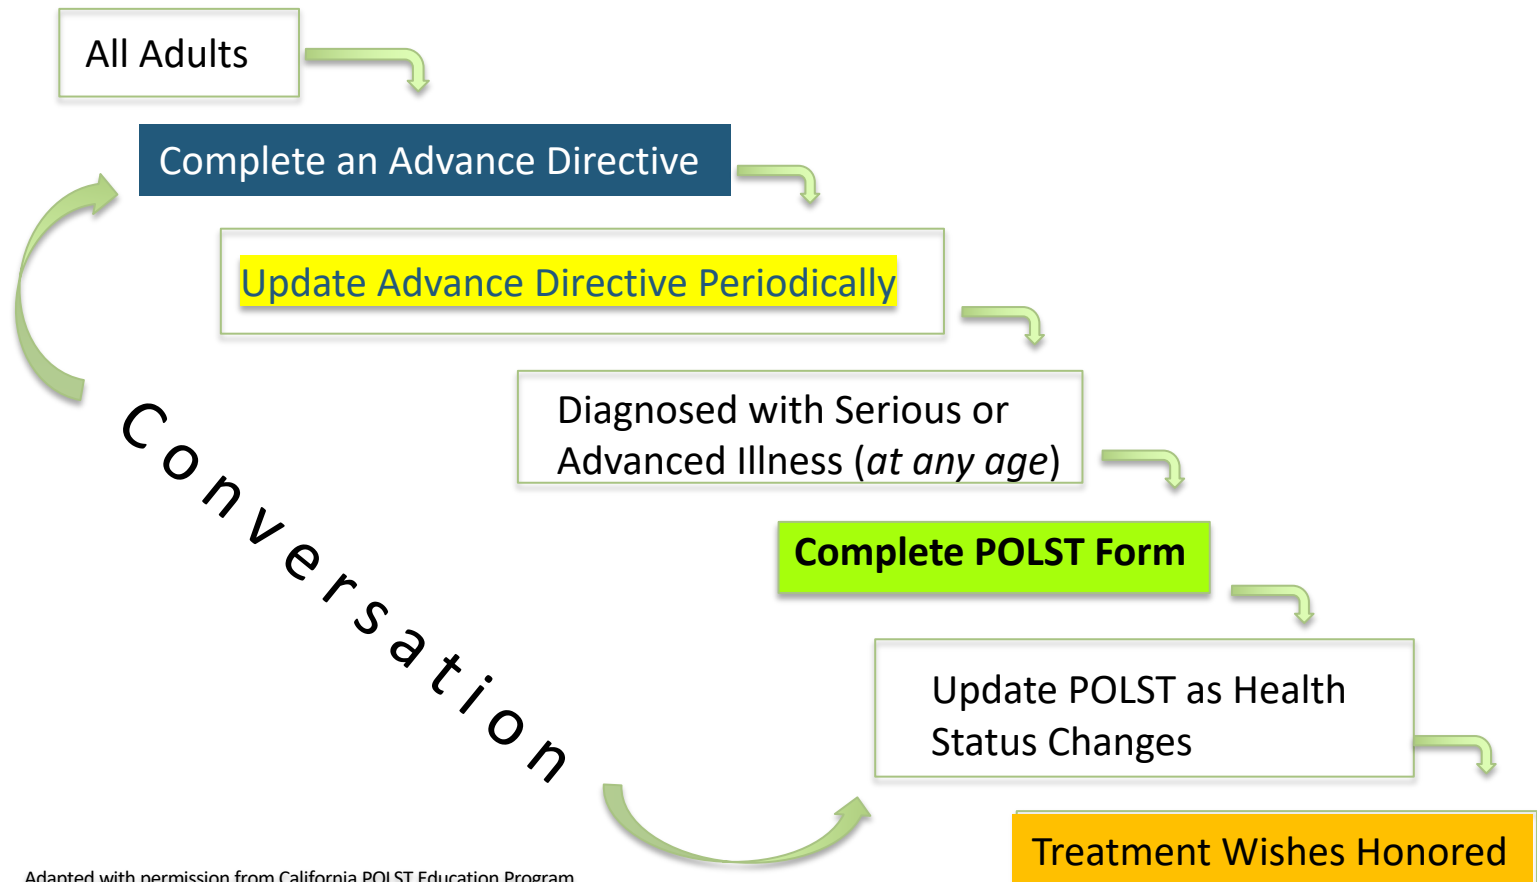 All Adults
Complete an Advance Directive
Update Advance Directive Periodically
Diagnosed with Serious or
Advanced Illness (at any age)
Complete POLST Form
Conversation
Update POLST as Health
Status Changes
Treatment Wishes Honored
Adapted with permission from California POLST Education Program